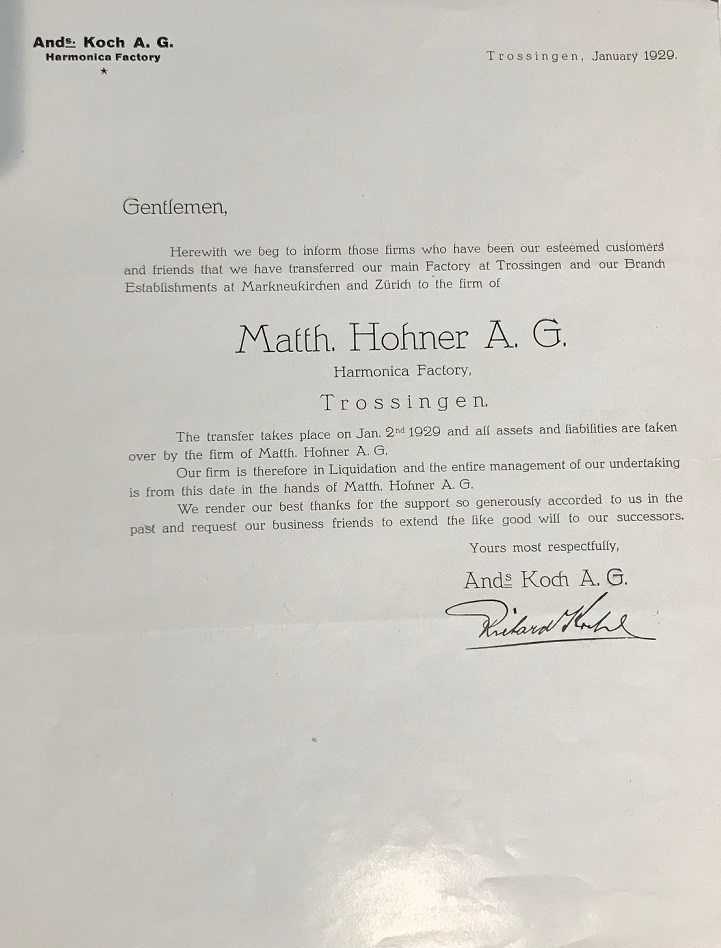 Ands. Koch A. G.
Harmonica Factory
Trossingen, January 1929.
Gentlemen,
Herewith we beg to inform those firms who have been our esteemed customers
and friends that we have transferred our main Factory at Trossingen and our Branch
Establishments at Markneukirchen and Zürich to the firm of
Matth. Hohner A. G.
Harmonica Factory,
Trossingen.
The transfer takes place on Jan. 2nd 1929 and all assets and liabilities are taken
over by the firm of Matth. Hohner A. G.
Our firm is therefore in Liquidation and the entire management of our undertaking
is from this date in the hands of Matth. Hohner A. G.
We render our best thanks for the support so generously accorded to us in the
past and request our business friends to extend the like good will to our successors.
Yours most respectfully,
Ands Koch A. G.
Richard